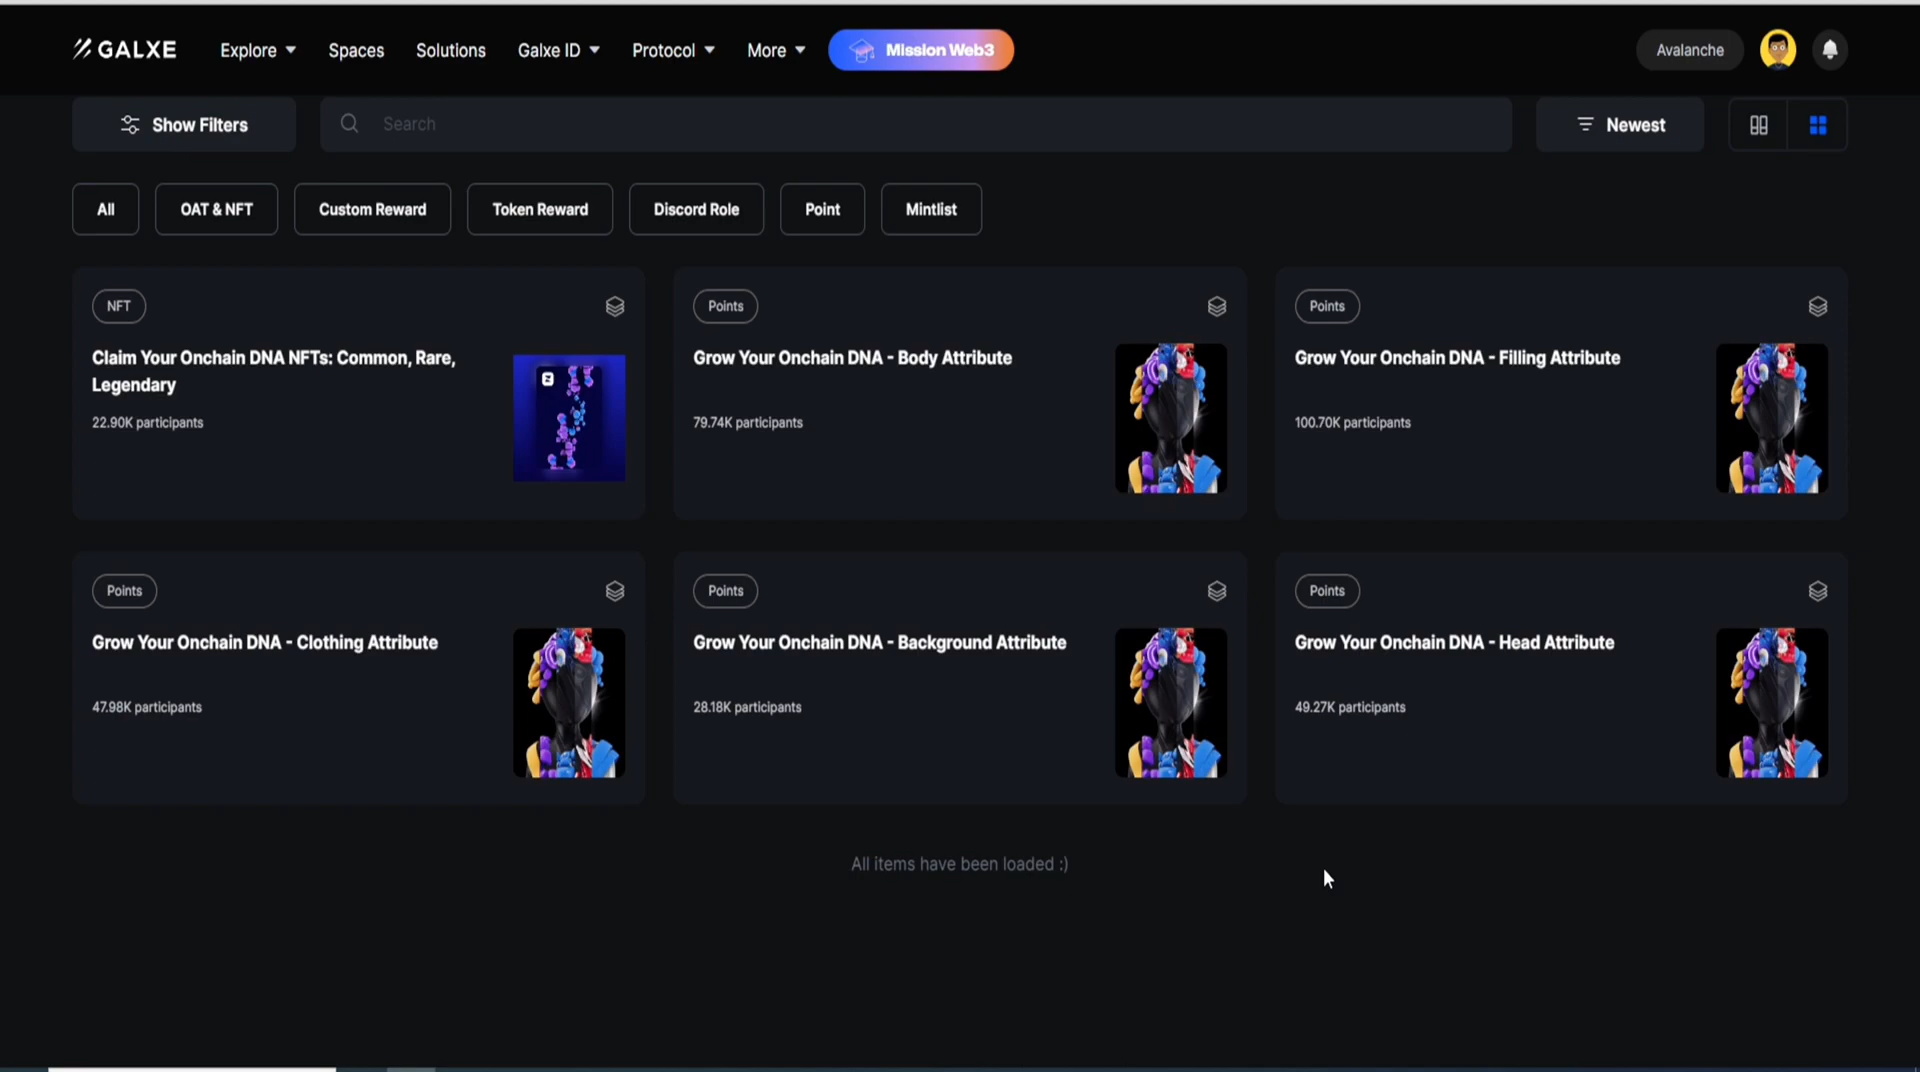 GALXE Explore Spaces Solutions Galxe ID Protocol More Mission Web3 Avalanche
Show Filters Search Newest
All OAT & NFT Custom Reward Token Reward Discord Role Point Mintlist
NFT
Claim Your Onchain DNA NFTs: Common, Rare,
Legendary
22.90K participants
Points
Grow Your Onchain DNA - Body Attribute
79.74K participants
Points
Grow Your Onchain DNA - Filling Attribute
100.70K participants
Points
Grow Your Onchain DNA - Clothing Attribute
47.98K participants
Points
Grow Your Onchain DNA - Background Attribute
28.18K participants
Points
Grow Your Onchain DNA - Head Attribute
49.27K participants
All items have been loaded :)